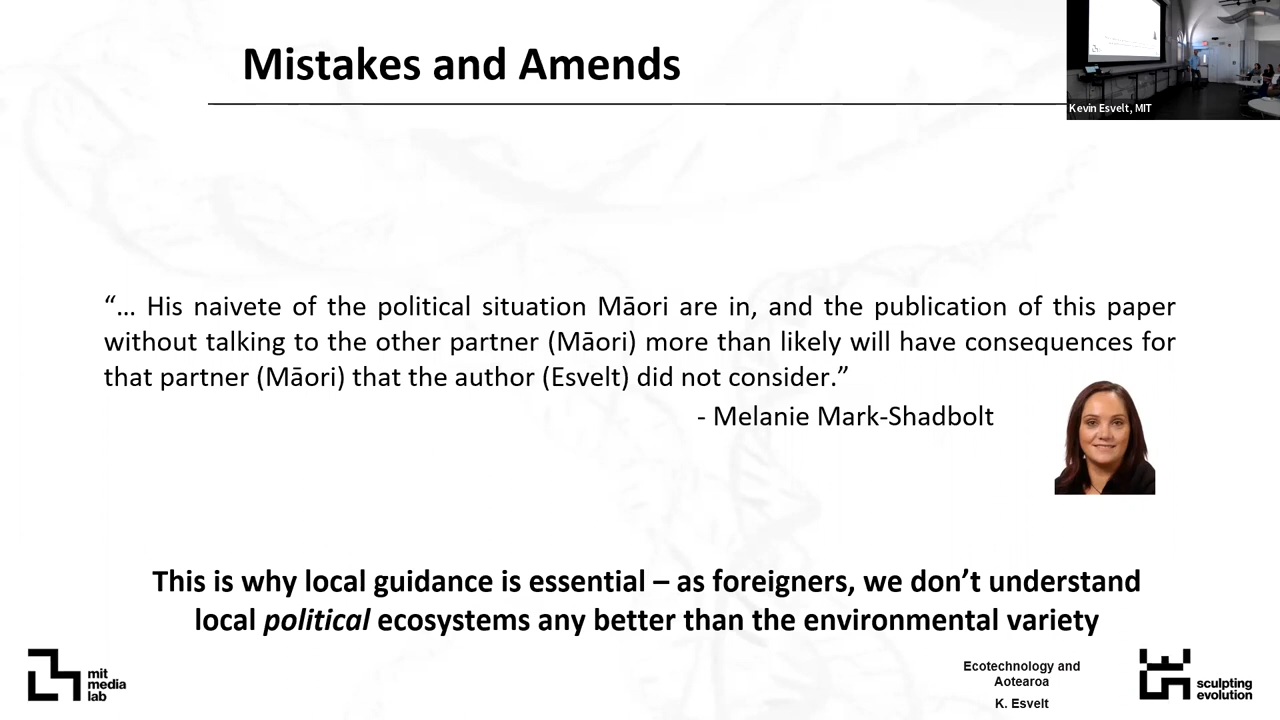 Mistakes and Amends
Kevin Esvelt, MIT
“… His naivete of the political situation Māori are in, and the publication of this paper
without talking to the other partner (Māori) more than likely will have consequences for
that partner (Māori) that the author (Esvelt) did not consider.”
- Melanie Mark-Shadbolt
This is why local guidance is essential – as foreigners, we don’t understand
local political ecosystems any better than the environmental variety
mit
media
lab
Ecotechnology and
Aotearoa
K. Esvelt
sculpting
evolution